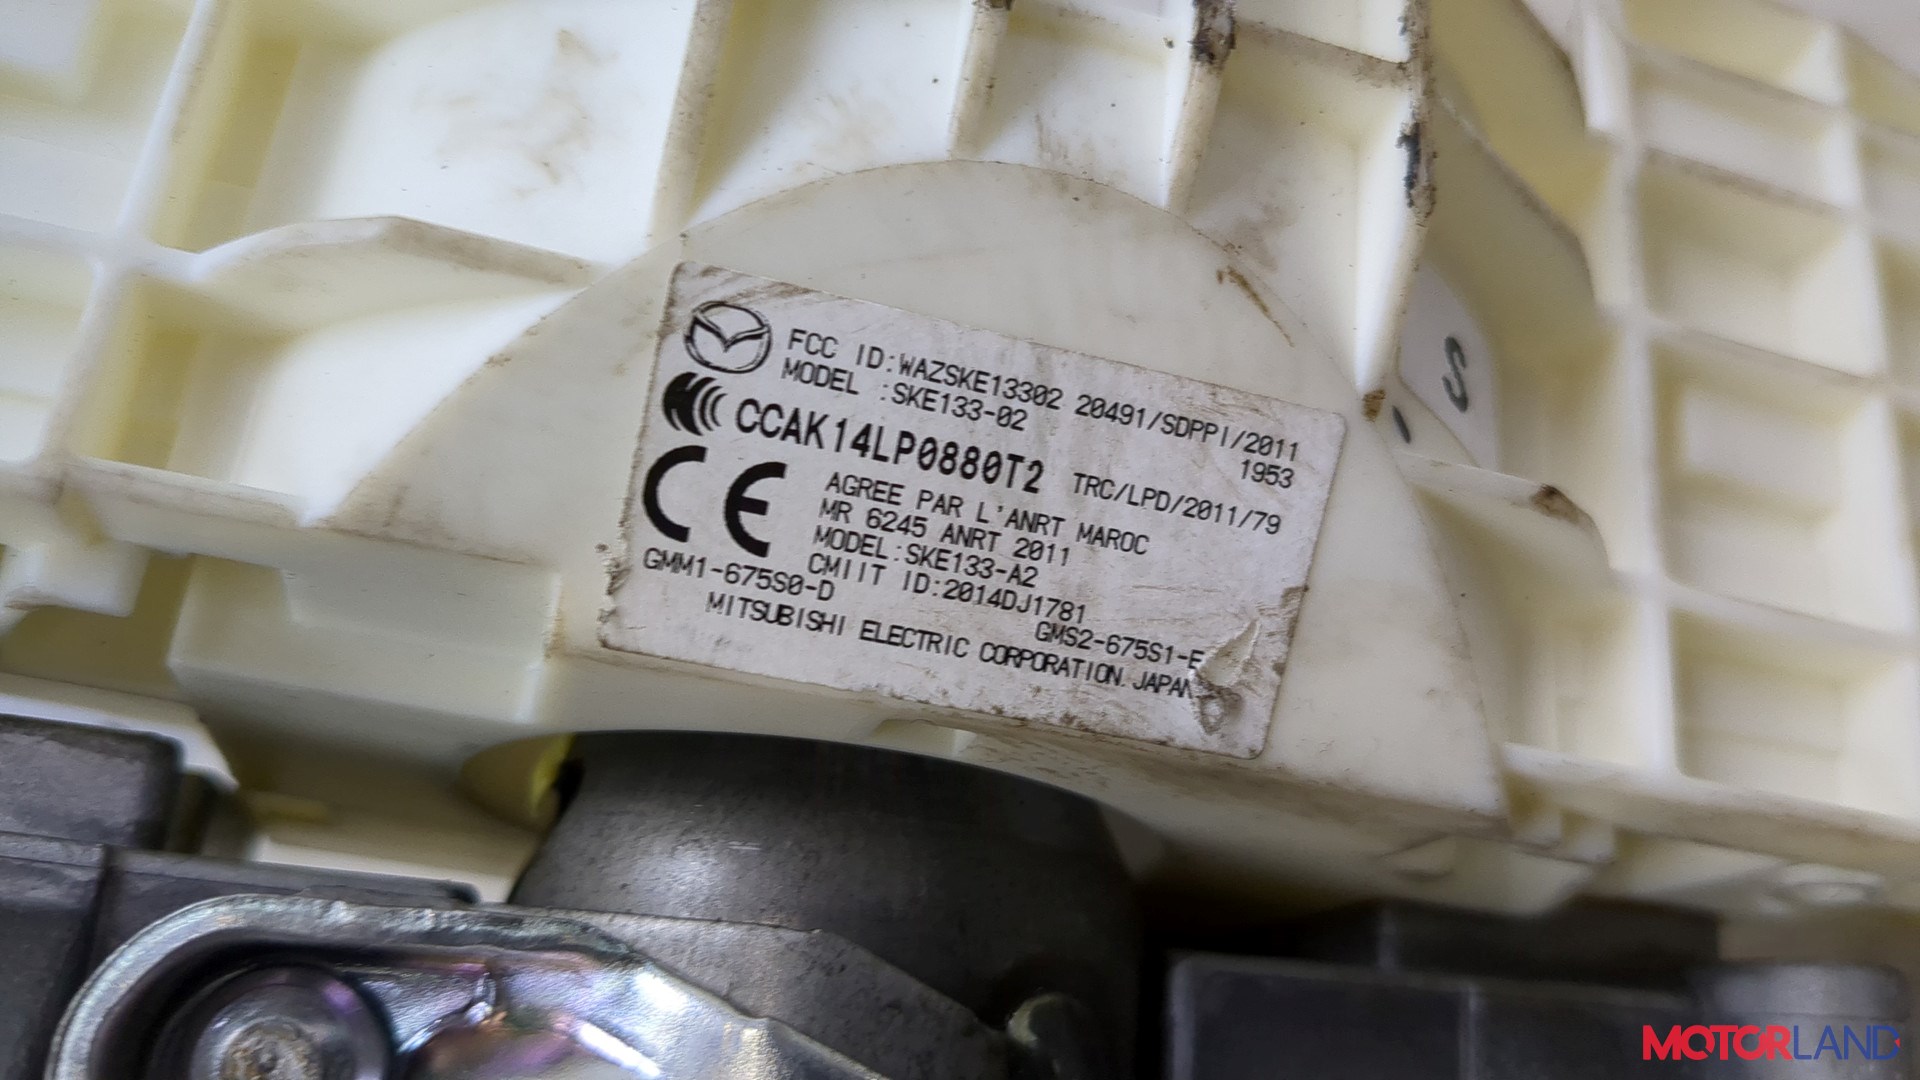 FCC ID:WAZSKE13302 20491/SDPPI/2011
MODEL :SKE133-02 1953
CCAK14LP0880T2 TRC/LPD/2011/79
CE AGREE PAR L'ANRT MAROC
MR 6245 ANRT 2011
MODEL:SKE133-A2
GMM1-675S0-D CMIIT ID:2014DJ1781
GMS2-675S1-E
MITSUBISHI ELECTRIC CORPORATION.JAPAN
S
MOTORLAND